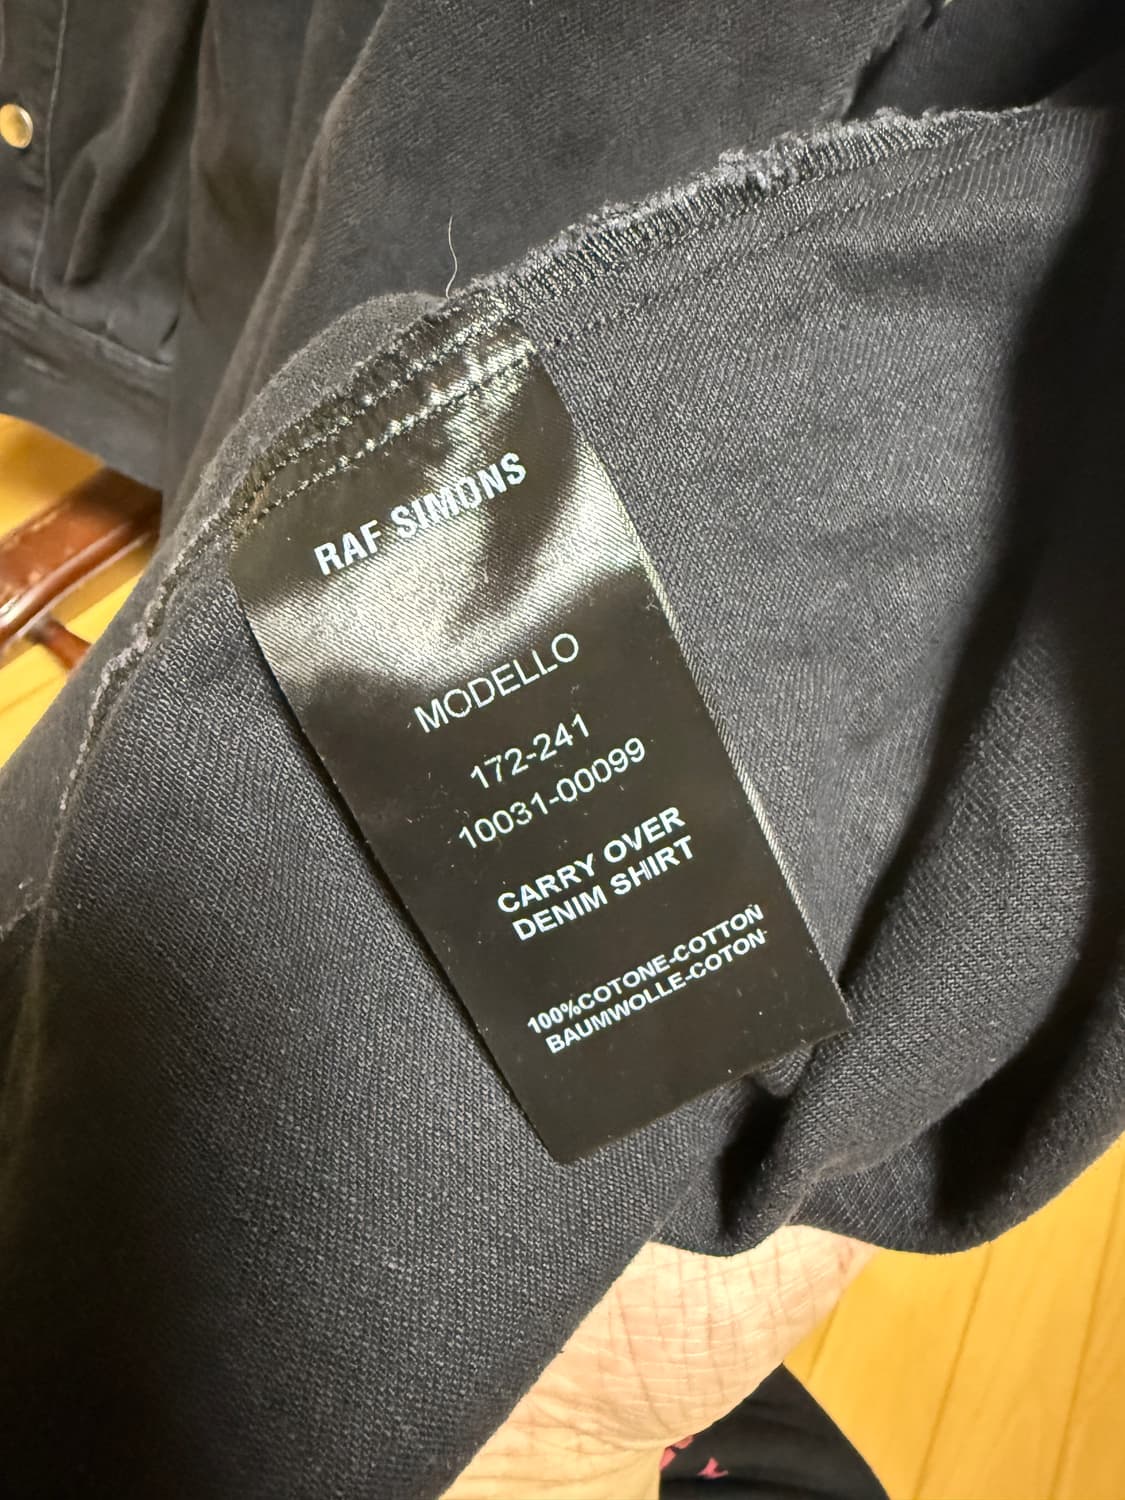 RAF SIMONS
MODELLO
172-241
10031-00099
CARRY OVER
DENIM SHIRT
100%COTONE-COTTON
BAUMWOLLE-COTON